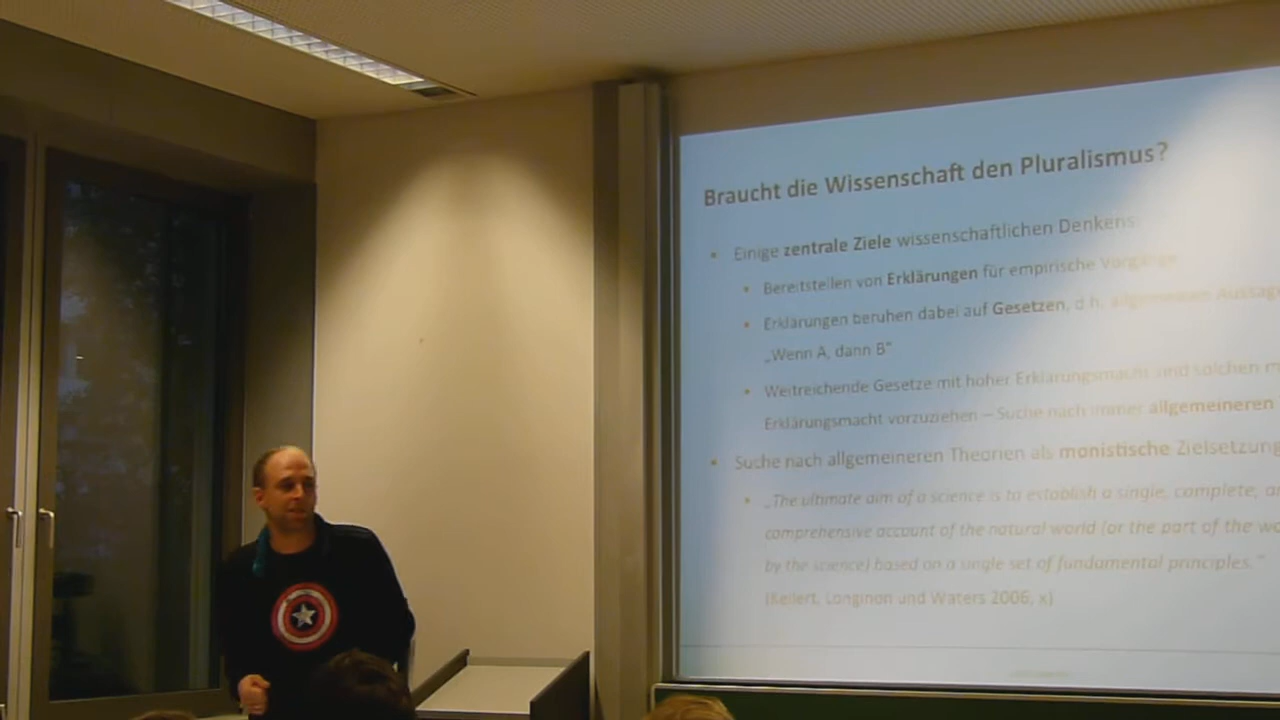 Braucht die Wissenschaft den Pluralismus?
Einige zentrale Ziele wissenschaftlichen Denkens
Bereitstellen von Erklärungen für empirische Vorgänge
Erklärungen beruhen dabei auf Gesetzen, d.h. allgemeinen
„Wenn A, dann B“
Weitreichende Gesetze mit hoher Erklärungsmacht sind solchen
Erklärungsmacht vorzuziehen – Suche nach immer allgemeineren
Suche nach allgemeineren Theorien als monistische Zielsetzung
„The ultimate aim of a science is to establish a single, complete,
comprehensive account of the natural world (or the part of the
by the science) based on a single set of fundamental principles.“
(Kellert, Longinon und Waters 2006, x)